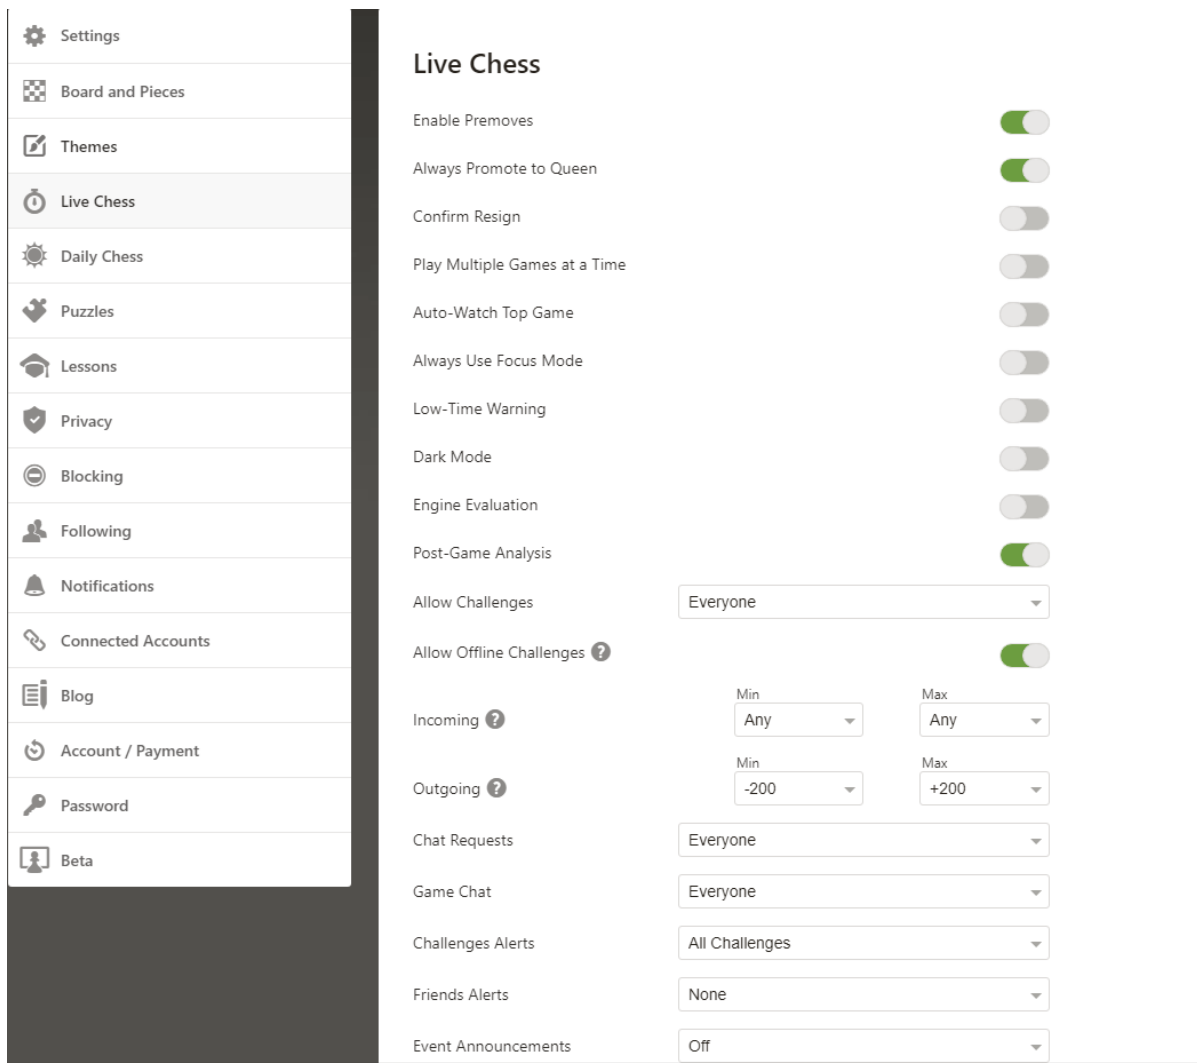 Settings
Board and Pieces
Themes
Live Chess
Daily Chess
Puzzles
Lessons
Privacy
Blocking
Following
Notifications
Connected Accounts
Blog
Account / Payment
Password
Beta
Live Chess
Enable Premoves
Always Promote to Queen
Confirm Resign
Play Multiple Games at a Time
Auto-Watch Top Game
Always Use Focus Mode
Low-Time Warning
Dark Mode
Engine Evaluation
Post-Game Analysis
Allow Challenges Everyone
Allow Offline Challenges ?
Min Max
Incoming ? Any Any
Min Max
Outgoing ? -200 +200
Chat Requests Everyone
Game Chat Everyone
Challenges Alerts All Challenges
Friends Alerts None
Event Announcements Off